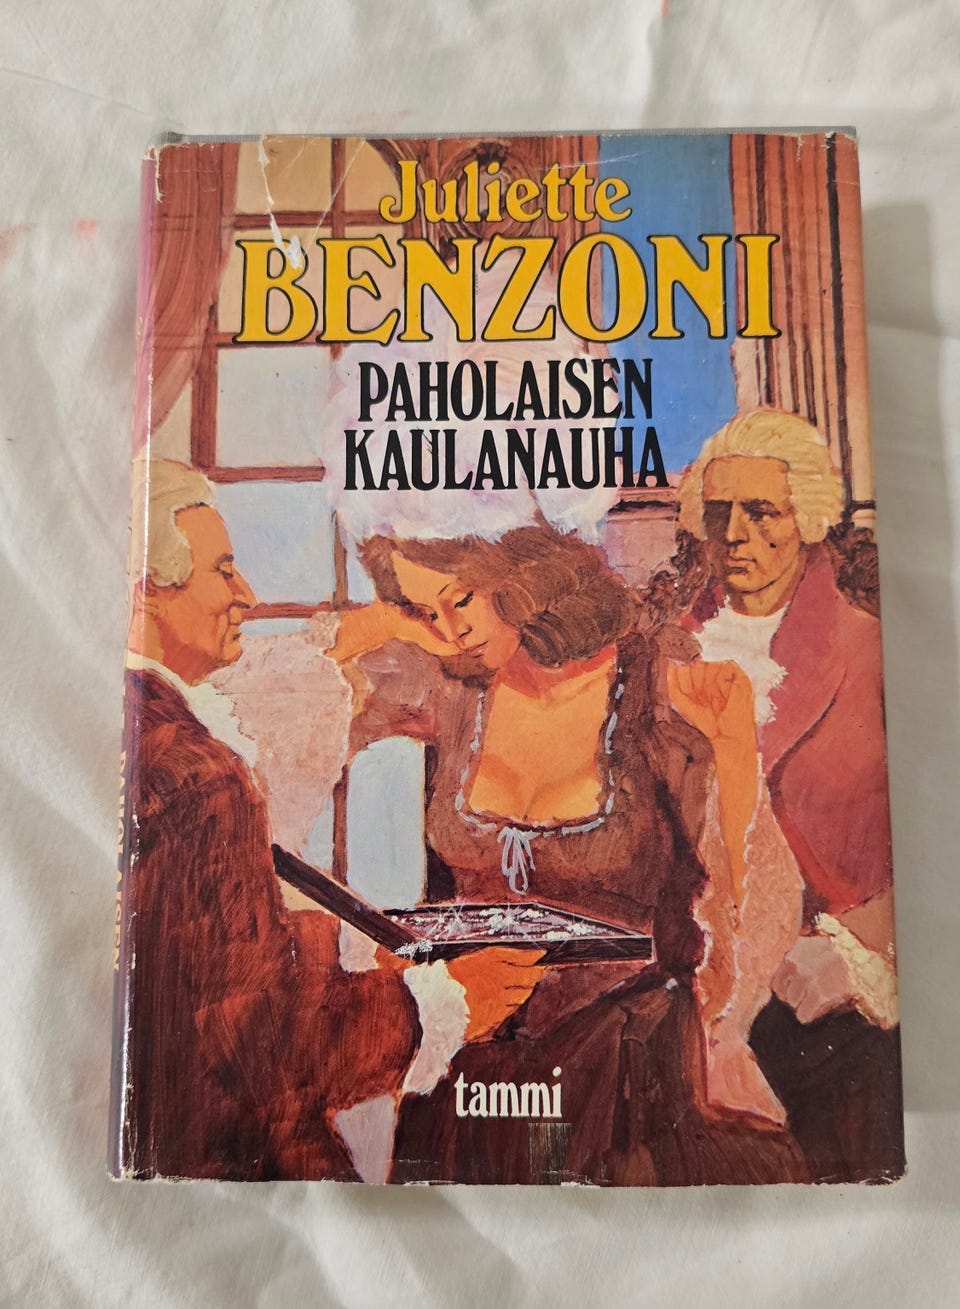 Juliette
BENZONI
PAHOLAISEN
KAULANAUHA
tammi